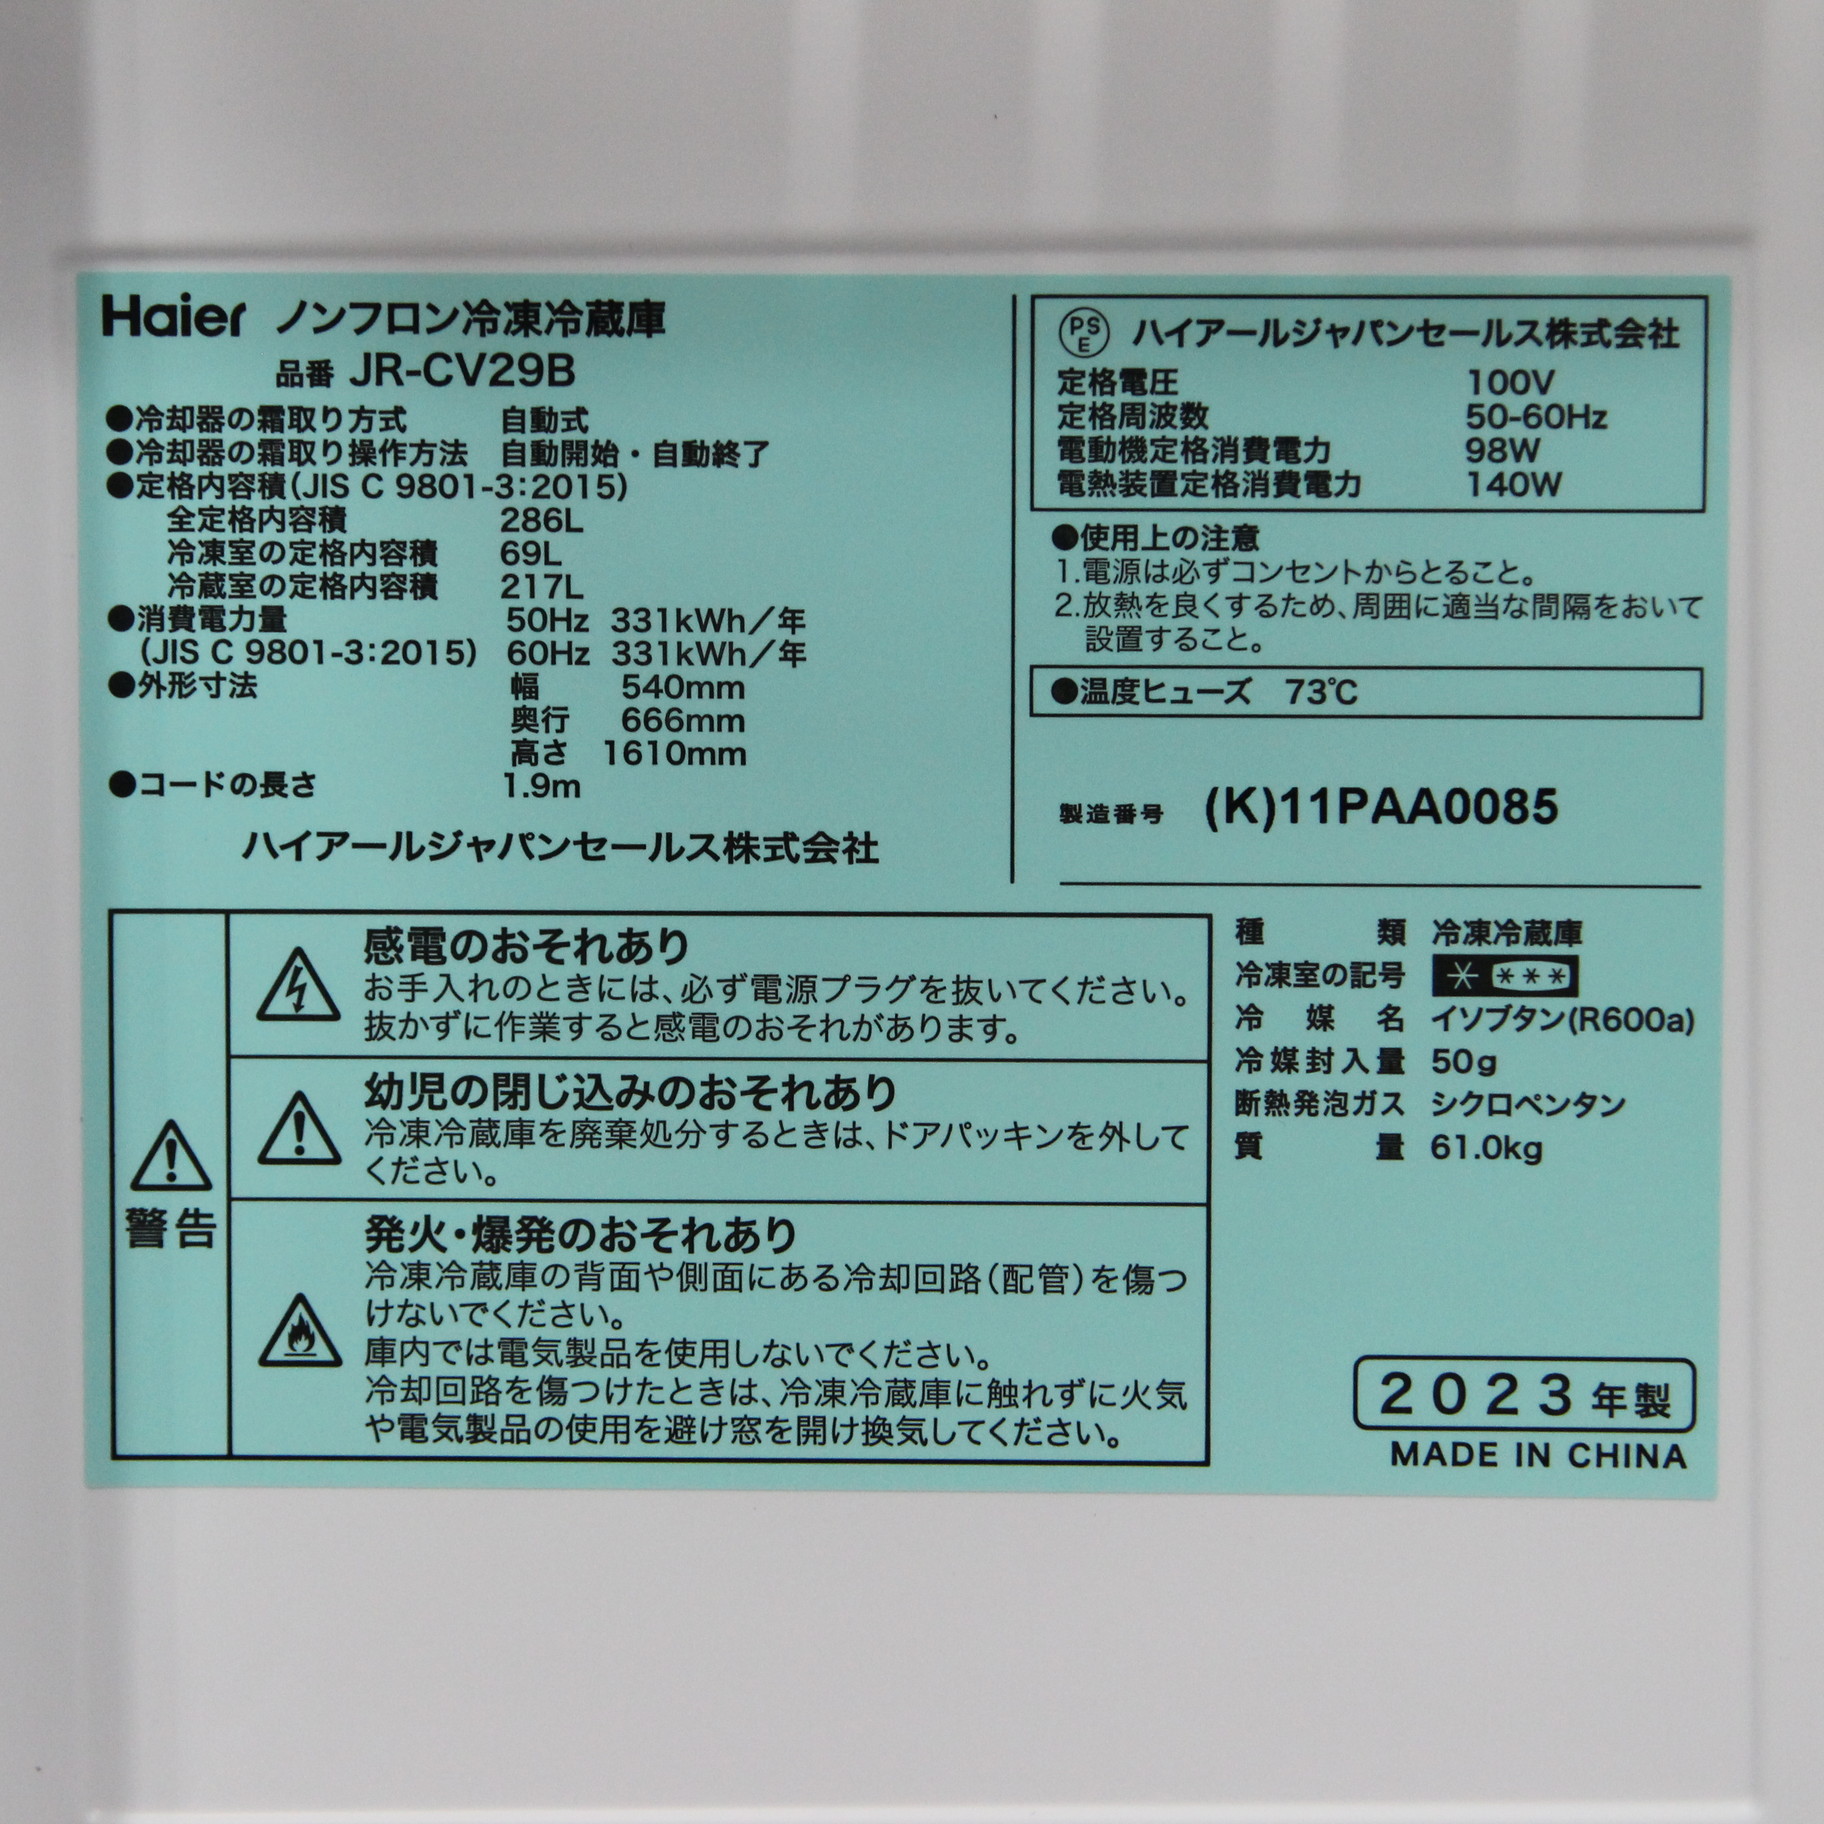 Haier ノンフロン冷凍冷蔵庫
品番 JR-CV29B
●冷却器の霜取り方式 自動式
●冷却器の霜取り操作方法 自動開始・自動終了
●定格内容積(JIS C 9801-3:2015)
全定格内容積 286L
冷凍室の定格内容積 69L
冷蔵室の定格内容積 217L
●消費電力量 50Hz 331kWh／年
(JIS C 9801-3:2015) 60Hz 331kWh／年
●外形寸法 幅 540mm
奥行 666mm
高さ 1610mm
●コードの長さ 1.9m
ハイアールジャパンセールス株式会社
PSE ハイアールジャパンセールス株式会社
定格電圧 100V
定格周波数 50-60Hz
電動機定格消費電力 98W
電熱装置定格消費電力 140W
●使用上の注意
1.電源は必ずコンセントからとること。
2.放熱を良くするため、周囲に適当な間隔をおいて
設置すること。
●温度ヒューズ 73℃
製造番号 (K)11PAA0085
警告
感電のおそれあり
お手入れのときには、必ず電源プラグを抜いてください。
抜かずに作業すると感電のおそれがあります。
幼児の閉じ込みのおそれあり
冷凍冷蔵庫を廃棄処分するときは、ドアパッキンを外して
ください。
発火・爆発のおそれあり
冷凍冷蔵庫の背面や側面にある冷却回路(配管)を傷つ
けないでください。
庫内では電気製品を使用しないでください。
冷却回路を傷つけたときは、冷凍冷蔵庫に触れずに火気
や電気製品の使用を避け窓を開け換気してください。
種類 冷凍冷蔵庫
冷凍室の記号 * ***
冷媒名 イソブタン(R600a)
冷媒封入量 50g
断熱発泡ガス シクロペンタン
質量 61.0kg
2023年製
MADE IN CHINA